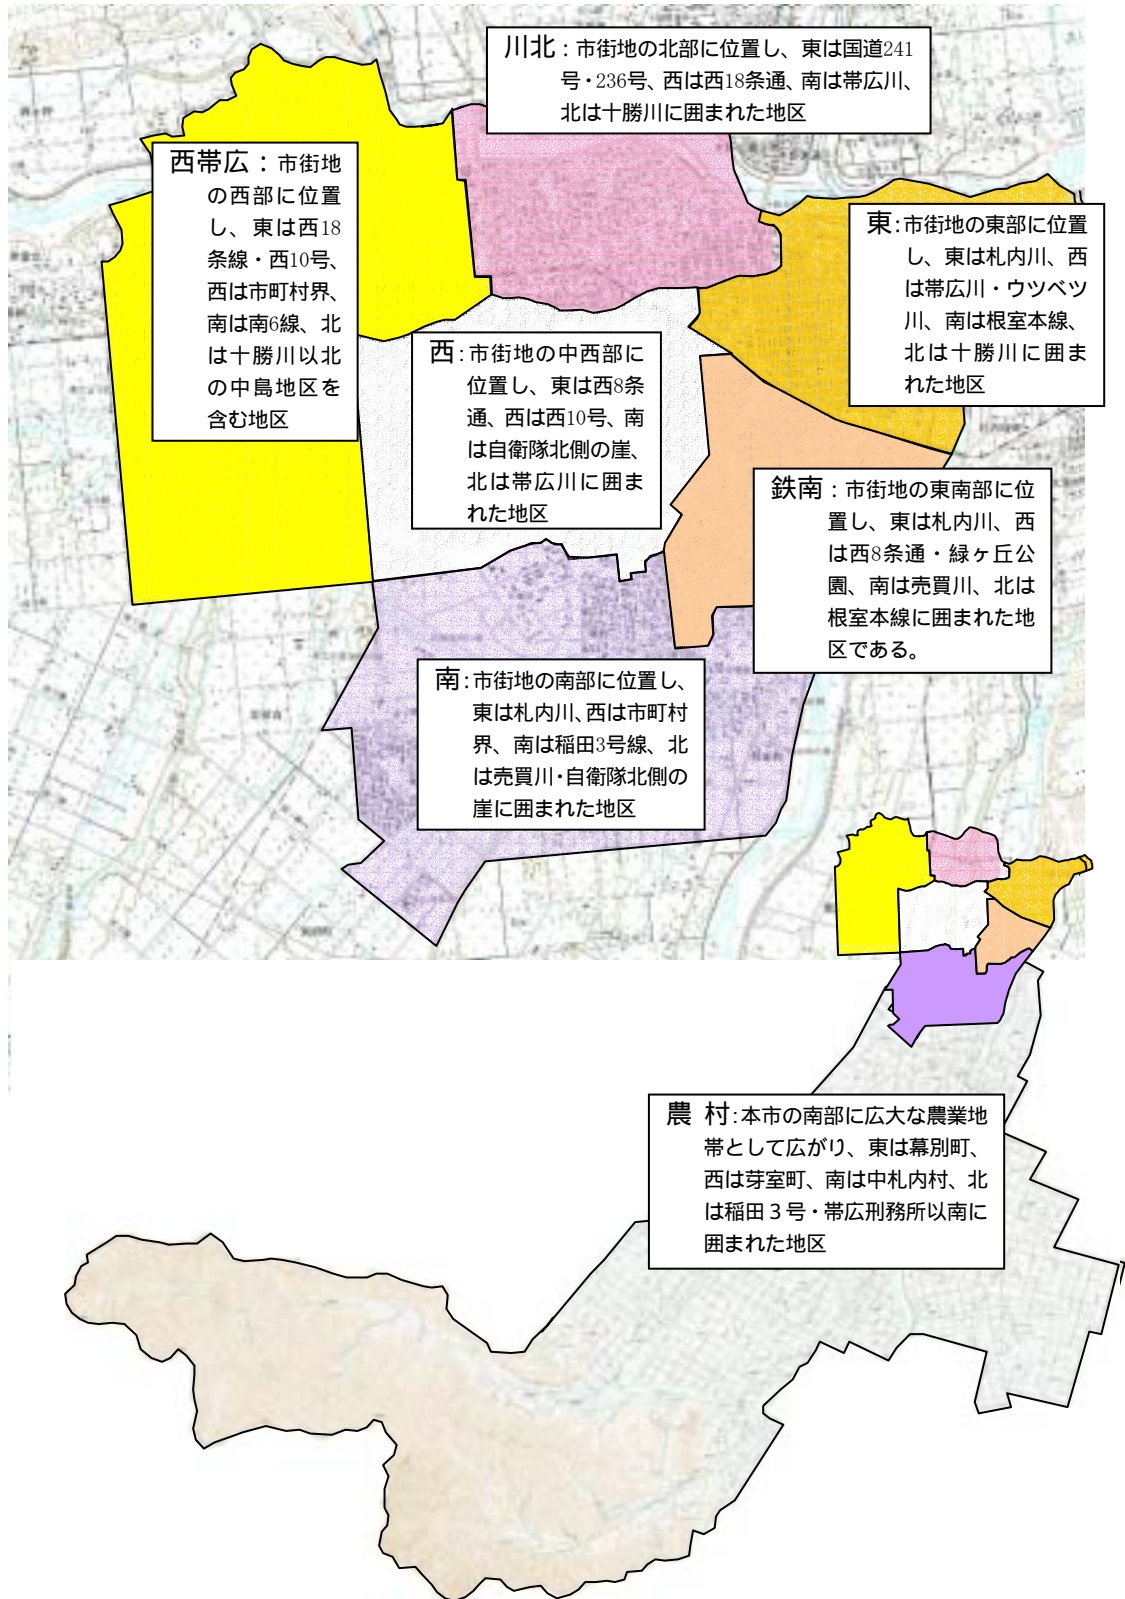 川北：市街地の北部に位置し、東は国道241
号・236号、西は西18条通、南は帯広川、
北は十勝川に囲まれた地区
西帯広：市街地
の西部に位置
し、東は西18
条線・西10号、
西は市町村界、
南は南6線、北
は十勝川以北
の中島地区を
含む地区
東：市街地の東部に位置
し、東は札内川、西
は帯広川・ウツベツ
川、南は根室本線、
北は十勝川に囲ま
れた地区
西：市街地の中西部に
位置し、東は西8条
通、西は西10号、南
は自衛隊北側の崖、
北は帯広川に囲ま
れた地区
鉄南：市街地の東南部に位
置し、東は札内川、西
は西8条通・緑ヶ丘公
園、南は売買川、北は
根室本線に囲まれた地
区である。
南：市街地の南部に位置し、
東は札内川、西は市町村
界、南は稲田3号線、北
は売買川・自衛隊北側の
崖に囲まれた地区
農 村：本市の南部に広大な農業地
帯として広がり、東は幕別町、
西は芽室町、南は中札内村、北
は稲田３号・帯広刑務所以南に
囲まれた地区